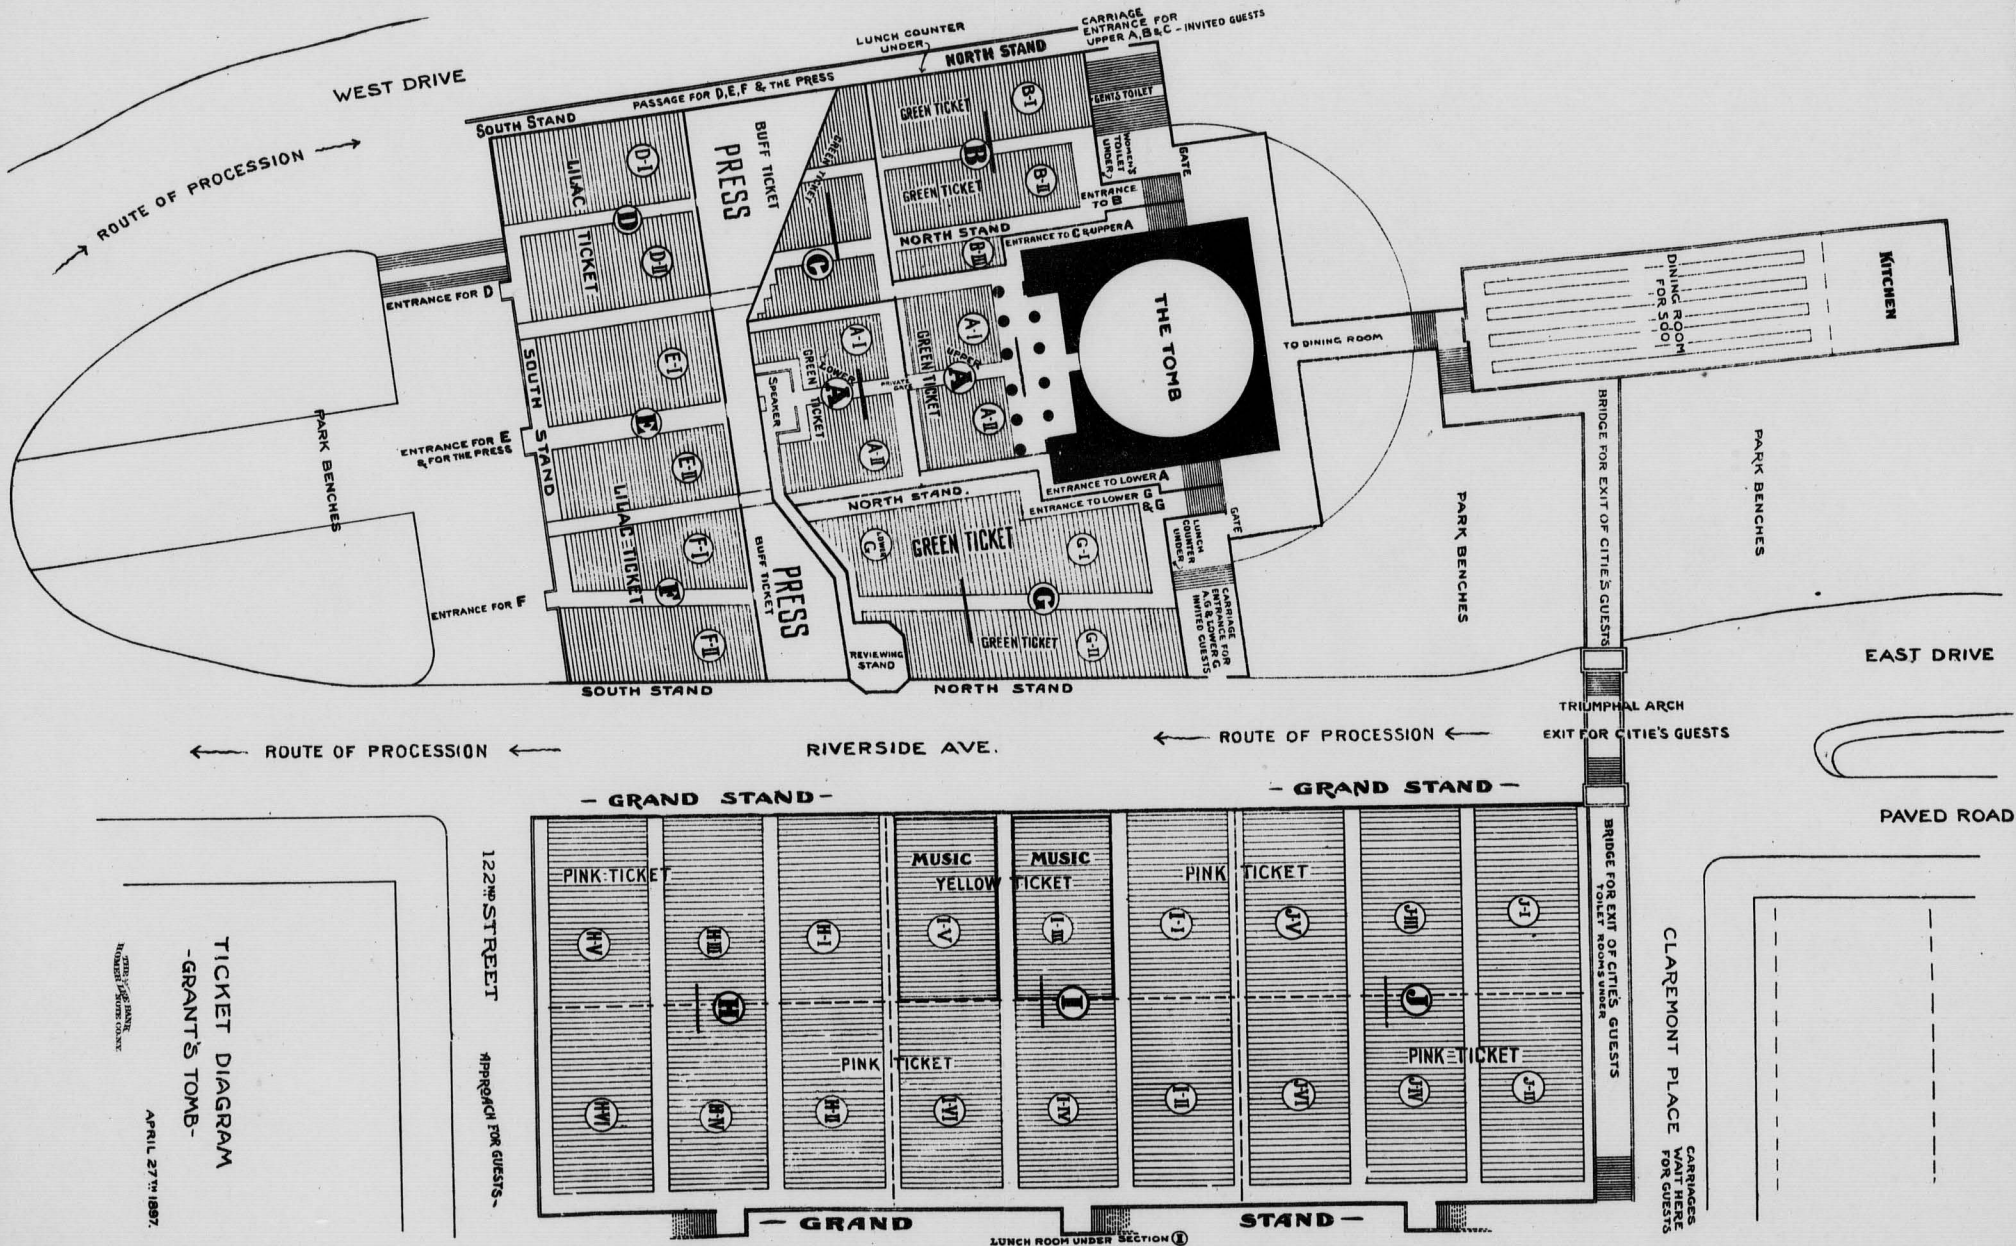 CARRIAGE
ENTRANCE FOR
UPPER A, B & C - INVITED GUESTS
LUNCH COUNTER
UNDER
NORTH STAND
WEST DRIVE
PASSAGE FOR D, E, F & THE PRESS
SOUTH STAND
ROUTE OF PROCESSION
LILAC
TICKET
D-I
D
D-II
BUFF TICKET
PRESS
GREEN TICKET
C
GREEN TICKET
B-I
B
GREEN TICKET
B-II
NORTH STAND
B-III
GENTS TOILET
WOMEN'S
TOILET
UNDER
GATE
ENTRANCE
TO B
ENTRANCE TO C & UPPER A
ENTRANCE FOR D
SOUTH STAND
E-I
E
E-II
ENTRANCE FOR E
& FOR THE PRESS
PARK BENCHES
LILAC-TICKET
F-I
F
F-II
ENTRANCE FOR F
SPEAKER
A-I
GREEN
TICKET
LOWER
A
A-II
PRIVATE
GATE
GREEN TICKET
A-I
UPPER
A
A-II
THE TOMB
TO DINING ROOM
DINING ROOM
FOR 500
KITCHEN
NORTH STAND.
ENTRANCE TO LOWER A
ENTRANCE TO LOWER G
& G
LOWER
G
GREEN TICKET
G-I
G
GREEN TICKET
G-II
BUFF TICKET
PRESS
REVIEWING
STAND
LUNCH
COUNTER
UNDER
GATE
CARRIAGE
ENTRANCE FOR
A, G & LOWER G
INVITED GUESTS
PARK BENCHES
BRIDGE FOR EXIT OF CITIE'S GUESTS
PARK BENCHES
SOUTH STAND
NORTH STAND
EAST DRIVE
TRIUMPHAL ARCH
EXIT FOR CITIE'S GUESTS
ROUTE OF PROCESSION
RIVERSIDE AVE.
ROUTE OF PROCESSION
- GRAND STAND -
- GRAND STAND -
PAVED ROAD
PINK-TICKET
MUSIC
MUSIC
YELLOW TICKET
PINK TICKET
H-V
H-III
H-I
I-V
I-III
I-I
J-V
J-III
J-I
H
I
J
PINK TICKET
PINK-TICKET
H-VI
H-IV
H-II
I-VI
I-IV
I-II
J-VI
J-IV
J-II
- GRAND STAND -
LUNCH ROOM UNDER SECTION I
122ND STREET
APPROACH FOR GUESTS-
BRIDGE FOR EXIT OF CITIE'S GUESTS
TOILET ROOMS UNDER
CLAREMONT PLACE
CARRIAGES
WAIT HERE
FOR GUESTS
TICKET DIAGRAM
-GRANT'S TOMB-
APRIL 27TH 1897.
THE BANK
NOTE CO. N.Y.